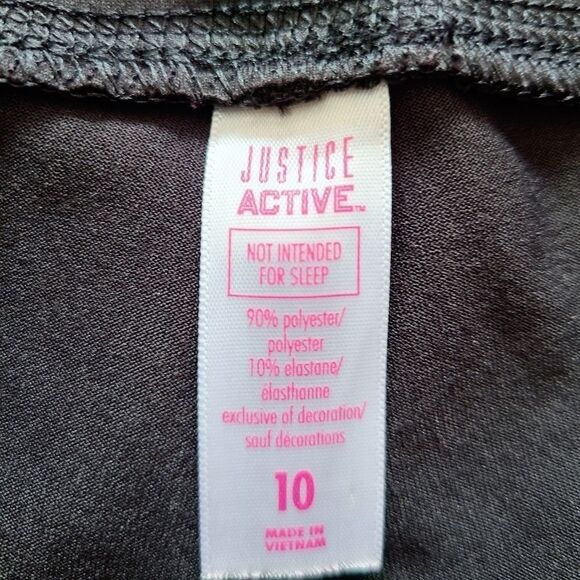 JUSTICE
ACTIVE™
NOT INTENDED
FOR SLEEP
90% polyester/
polyester
10% elastane/
élasthanne
exclusive of decoration/
sauf décorations
10
MADE IN
VIETNAM